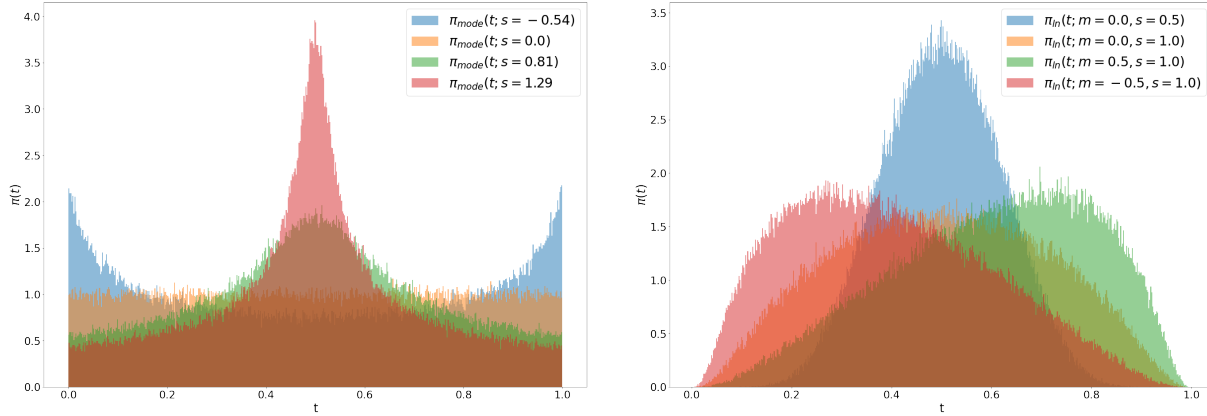 4.0
3.5
3.0
2.5
2.0
1.5
1.0
0.5
0.0
π(t)
0.0 0.2 0.4 0.6 0.8 1.0
t
π_mode(t; s = −0.54)
π_mode(t; s = 0.0)
π_mode(t; s = 0.81)
π_mode(t; s = 1.29
3.5
3.0
2.5
2.0
1.5
1.0
0.5
0.0
π(t)
0.0 0.2 0.4 0.6 0.8 1.0
t
π_ln(t; m = 0.0, s = 0.5)
π_ln(t; m = 0.0, s = 1.0)
π_ln(t; m = 0.5, s = 1.0)
π_ln(t; m = −0.5, s = 1.0)